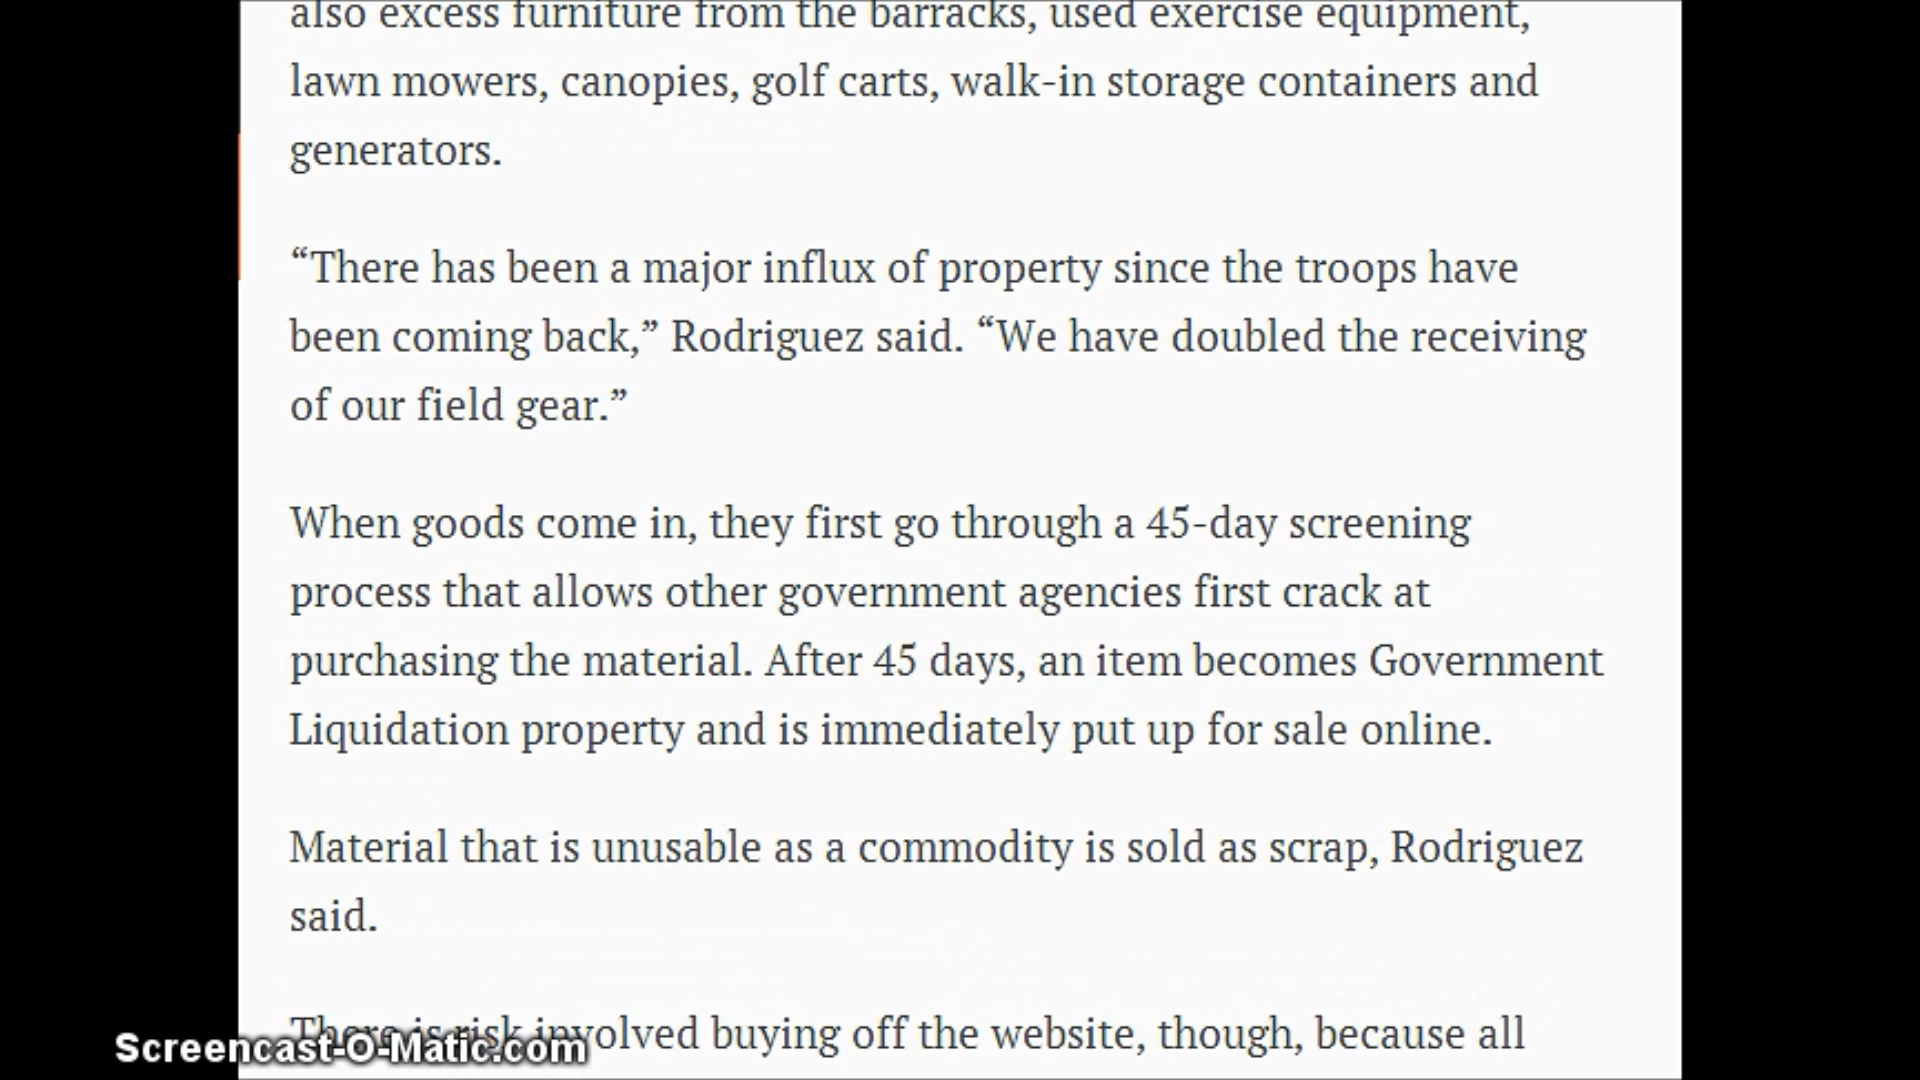 also excess furniture from the barracks, used exercise equipment,
lawn mowers, canopies, golf carts, walk-in storage containers and
generators.
“There has been a major influx of property since the troops have
been coming back,” Rodriguez said. “We have doubled the receiving
of our field gear.”
When goods come in, they first go through a 45-day screening
process that allows other government agencies first crack at
purchasing the material. After 45 days, an item becomes Government
Liquidation property and is immediately put up for sale online.
Material that is unusable as a commodity is sold as scrap, Rodriguez
said.
There is risk involved buying off the website, though, because all
Screencast-O-Matic.com